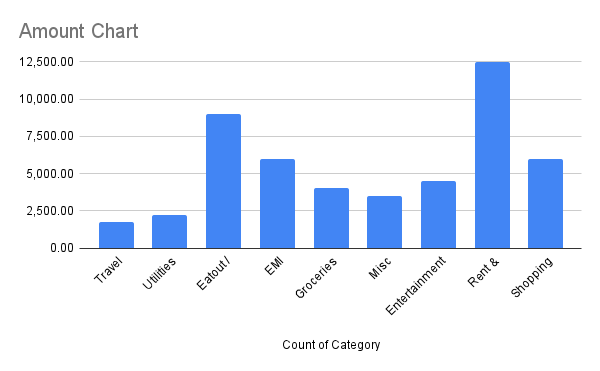 Amount Chart
12,500.00
10,000.00
7,500.00
5,000.00
2,500.00
0.00
Travel
Utilities
Eatout /
EMI
Groceries
Misc
Entertainment
Rent &
Shopping
Count of Category